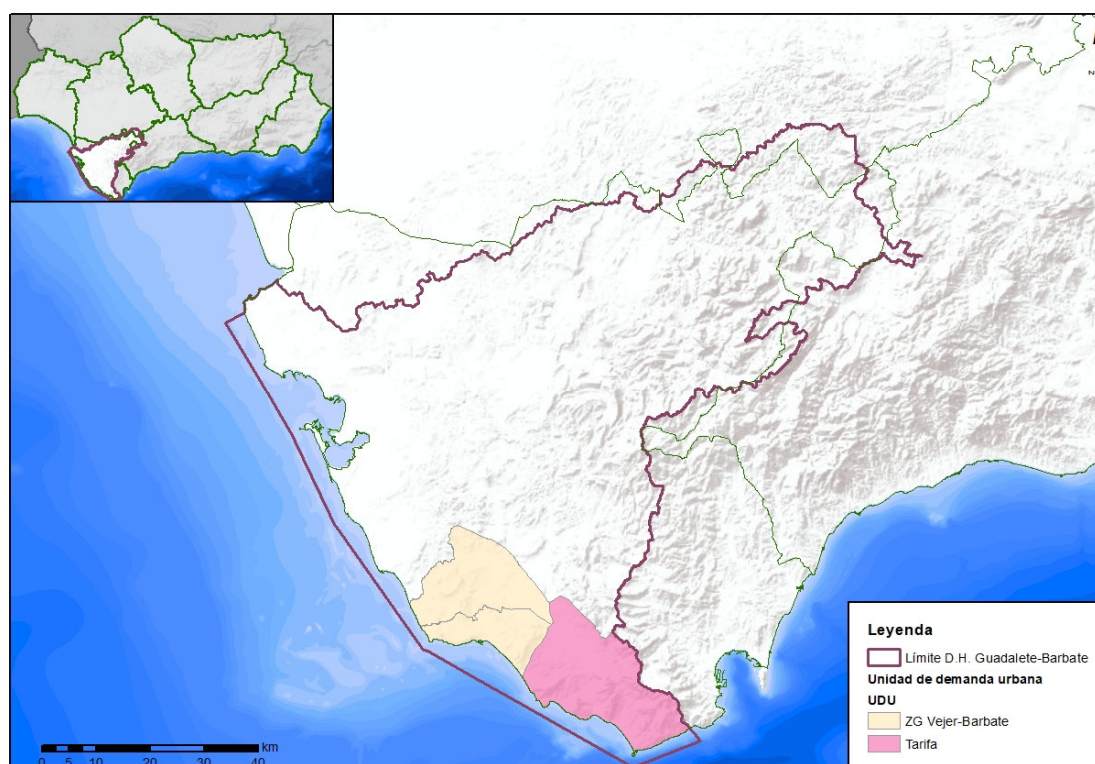 Leyenda
Límite D.H. Guadalete-Barbate
Unidad de demanda urbana
UDU
ZG Vejer-Barbate
Tarifa
km
0 5 10 20 30 40